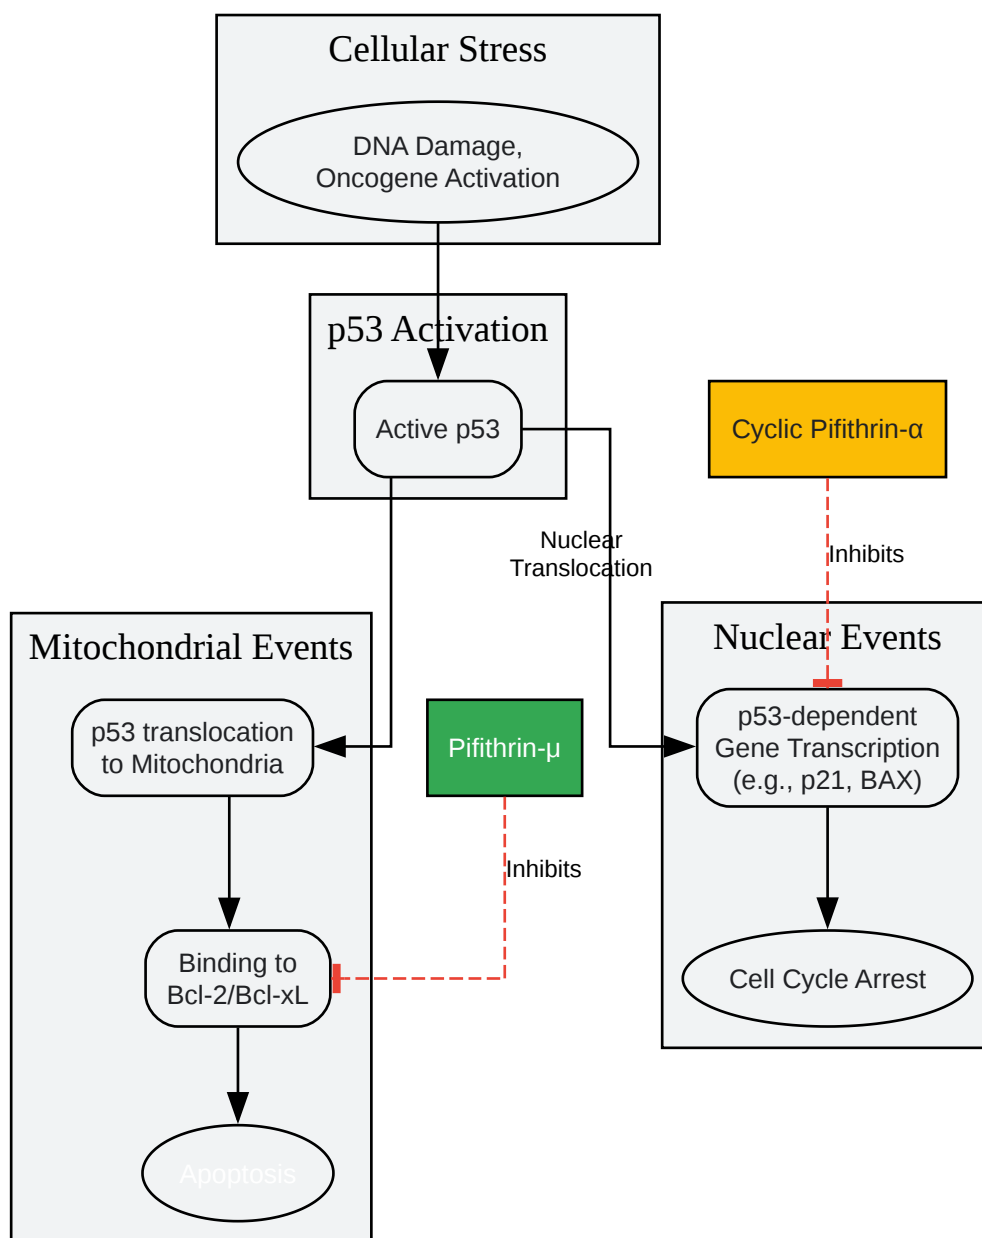 Cellular Stress
DNA Damage,
Oncogene Activation
p53 Activation
Active p53
Cyclic Pifithrin-α
Nuclear
Translocation
Inhibits
Mitochondrial Events
Nuclear Events
p53 translocation
to Mitochondria
Pifithrin-μ
p53-dependent
Gene Transcription
(e.g., p21, BAX)
Inhibits
Binding to
Bcl-2/Bcl-xL
Cell Cycle Arrest
Apoptosis